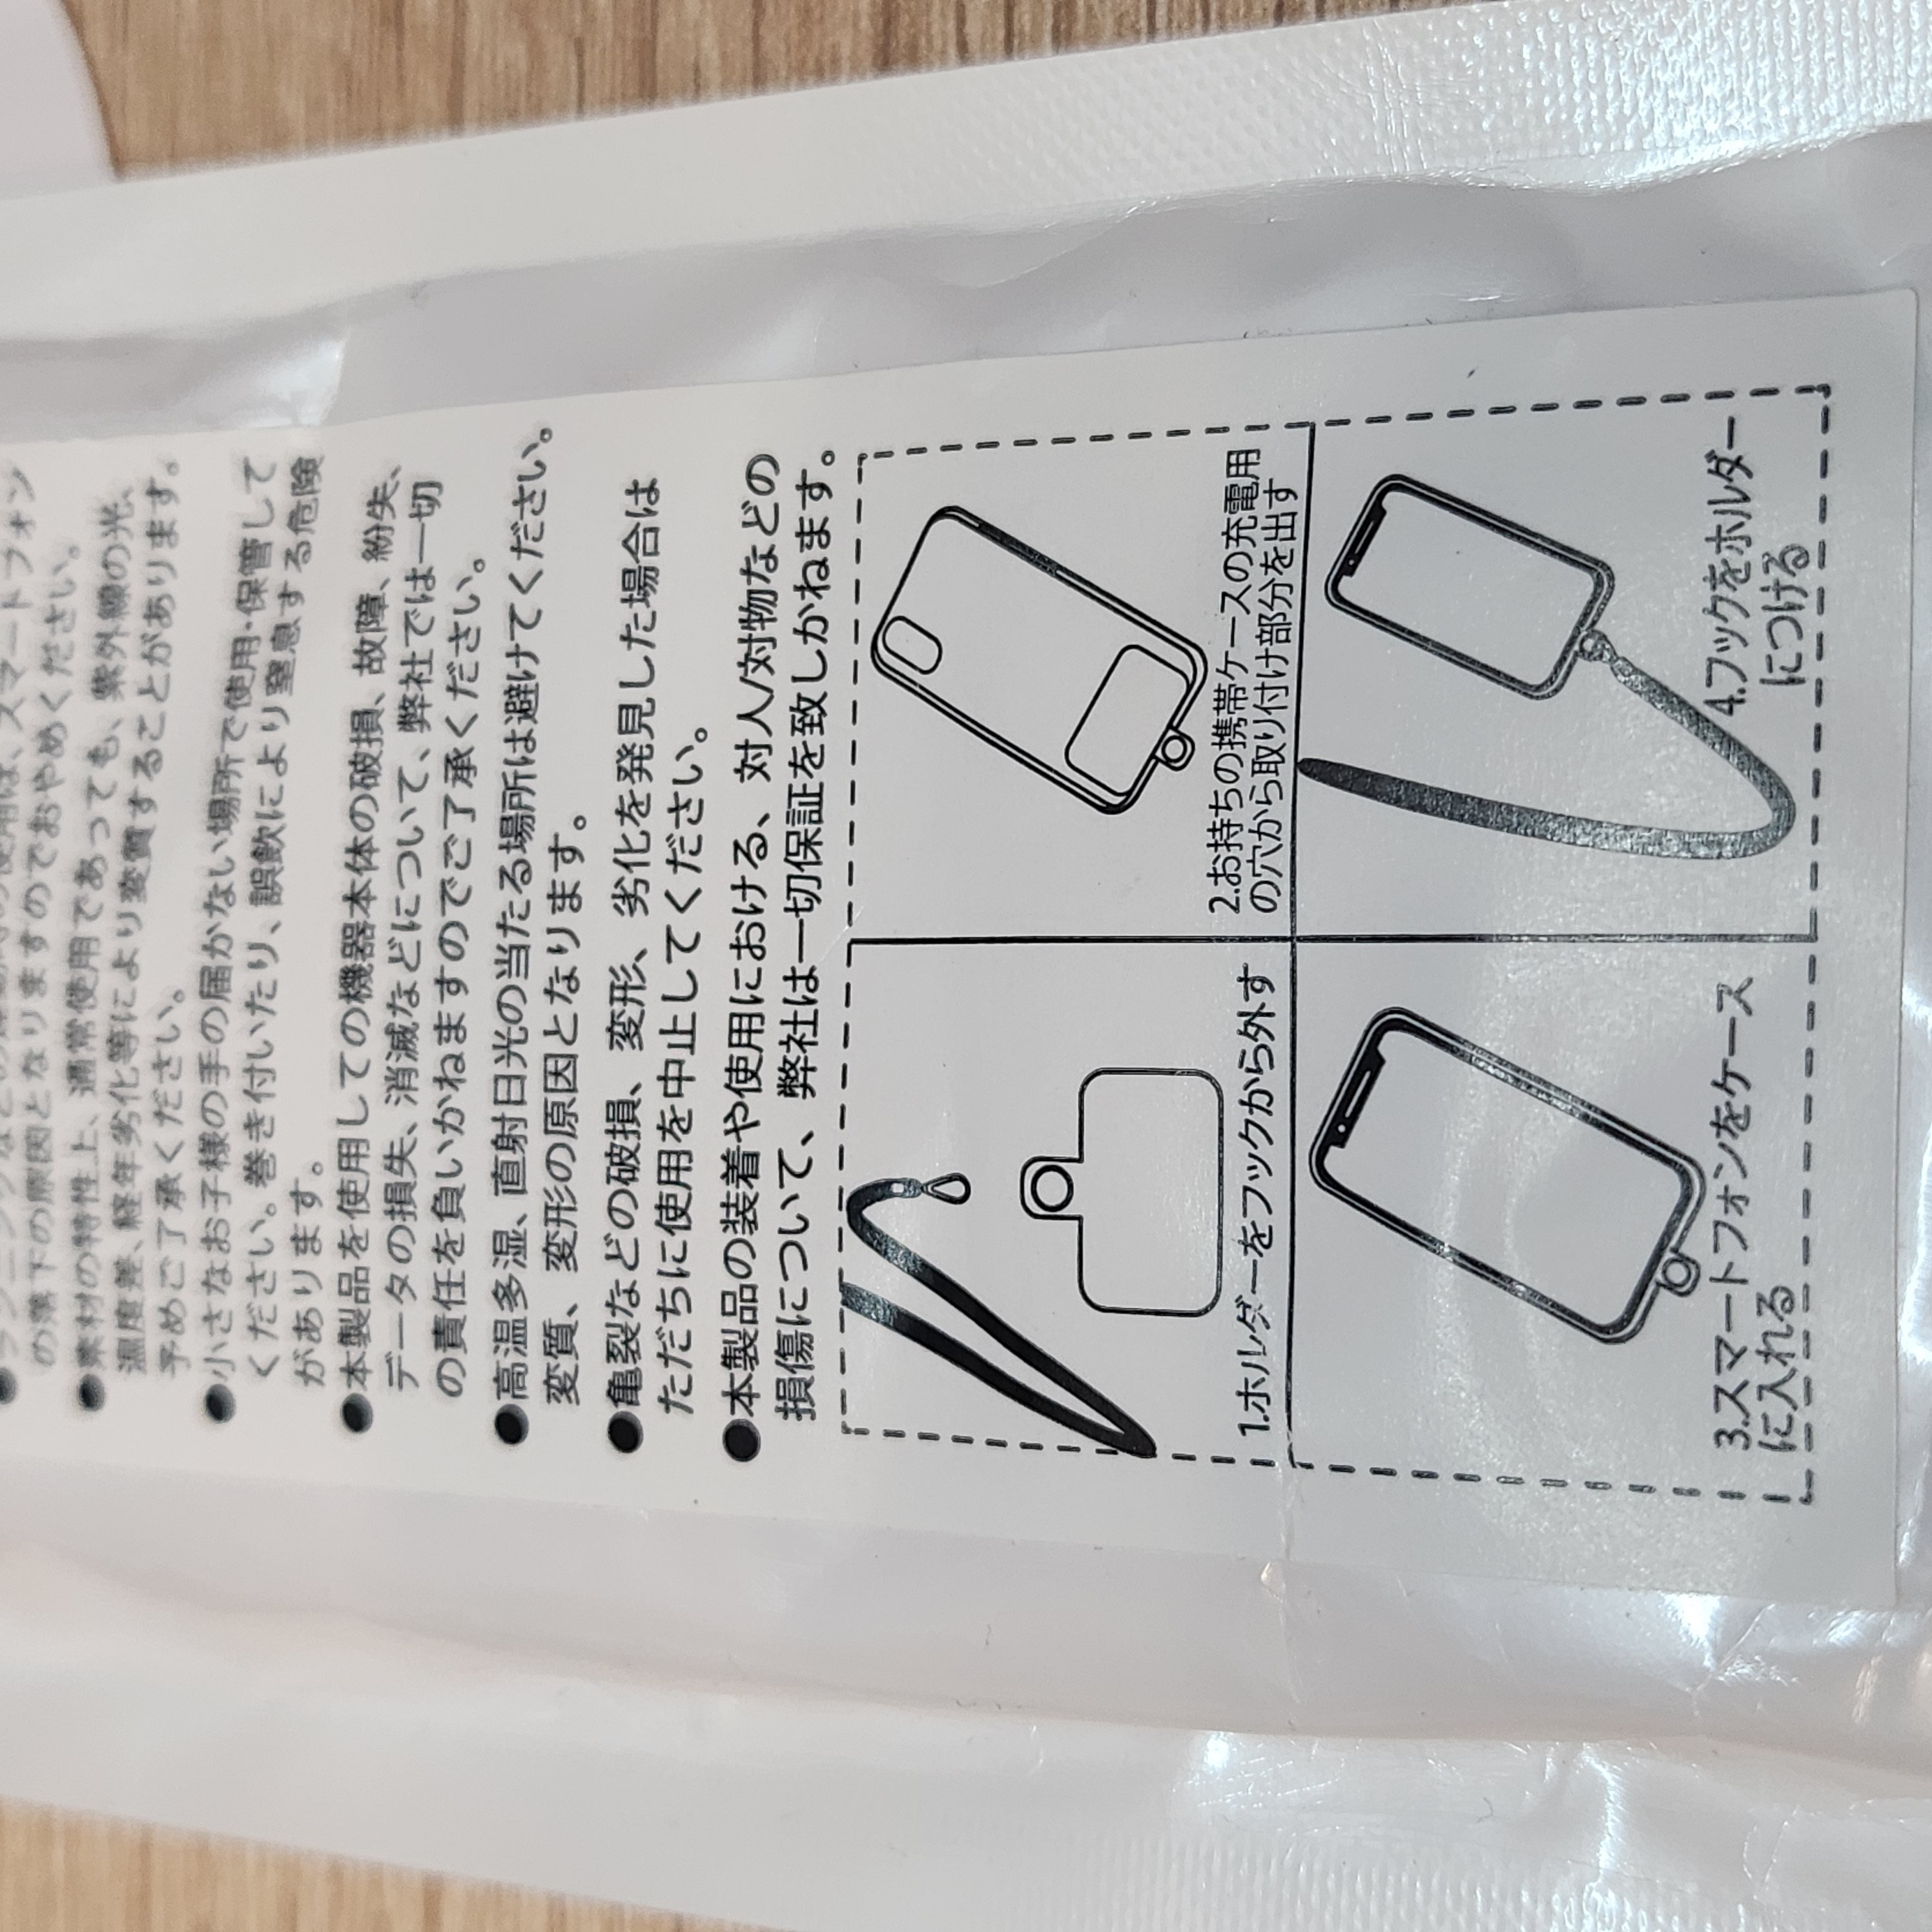 の落下の原因となりますのでおやめください。
●素材の特性上、通常使用であっても、紫外線の光、
温度差、経年劣化等により変質することがあります。
予めご了承ください。
●小さなお子様の手の届かない場所で使用・保管して
ください。巻き付いたり、誤飲により窒息する危険
があります。
●本製品を使用しての機器本体の破損、故障、紛失、
データの損失、消滅などについて、弊社では一切
の責任を負いかねますのでご了承ください。
●高温多湿、直射日光の当たる場所は避けてください。
変質、変形の原因となります。
●亀裂などの破損、変形、劣化を発見した場合は
ただちに使用を中止してください。
●本製品の装着や使用における、対人/対物などの
損傷について、弊社は一切保証を致しかねます。
1.ホルダーをフックから外す
2.お持ちの携帯ケースの充電用
の穴から取り付け部分を出す
3.スマートフォンをケース
に入れる
4.フックをホルダー
につける